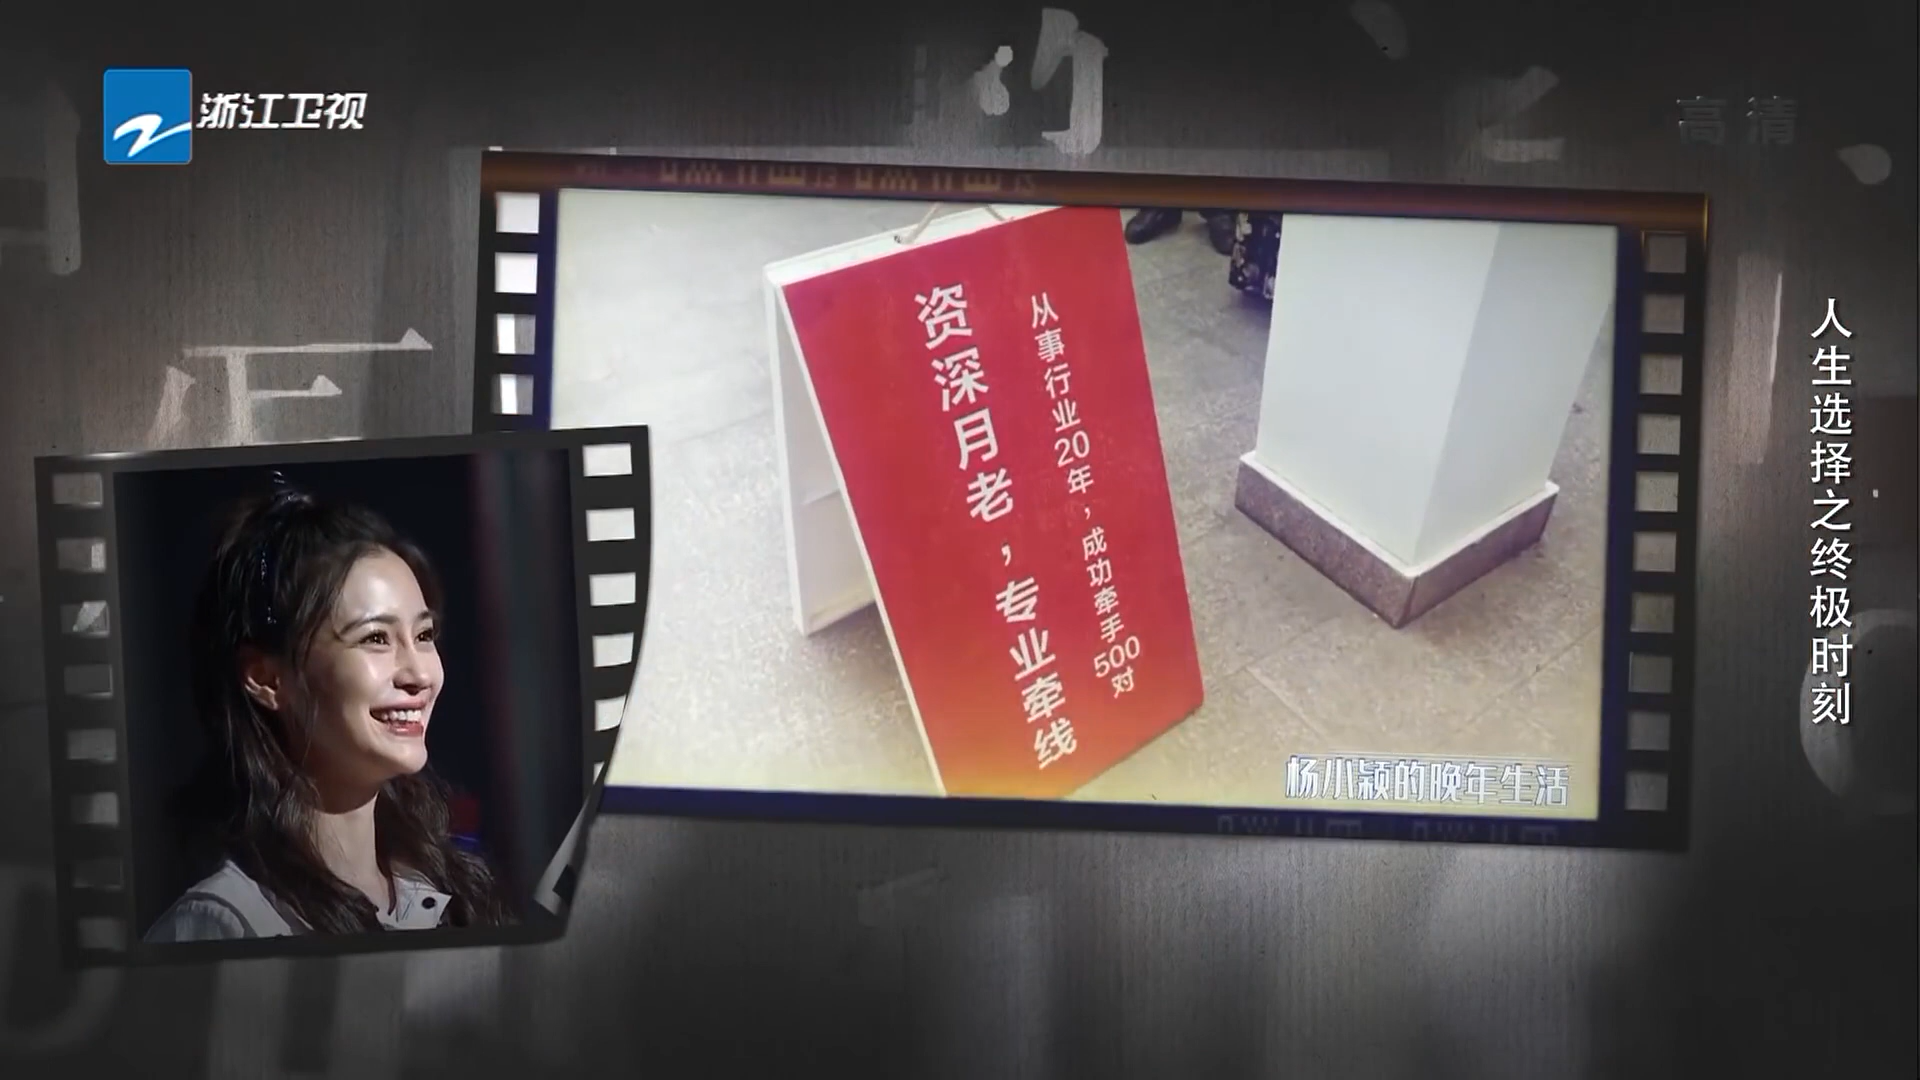 浙江卫视
高清
从事行业20年，成功牵手500对
资深月老，专业牵线
杨小颖的晚年生活
人生选择之终极时刻
的